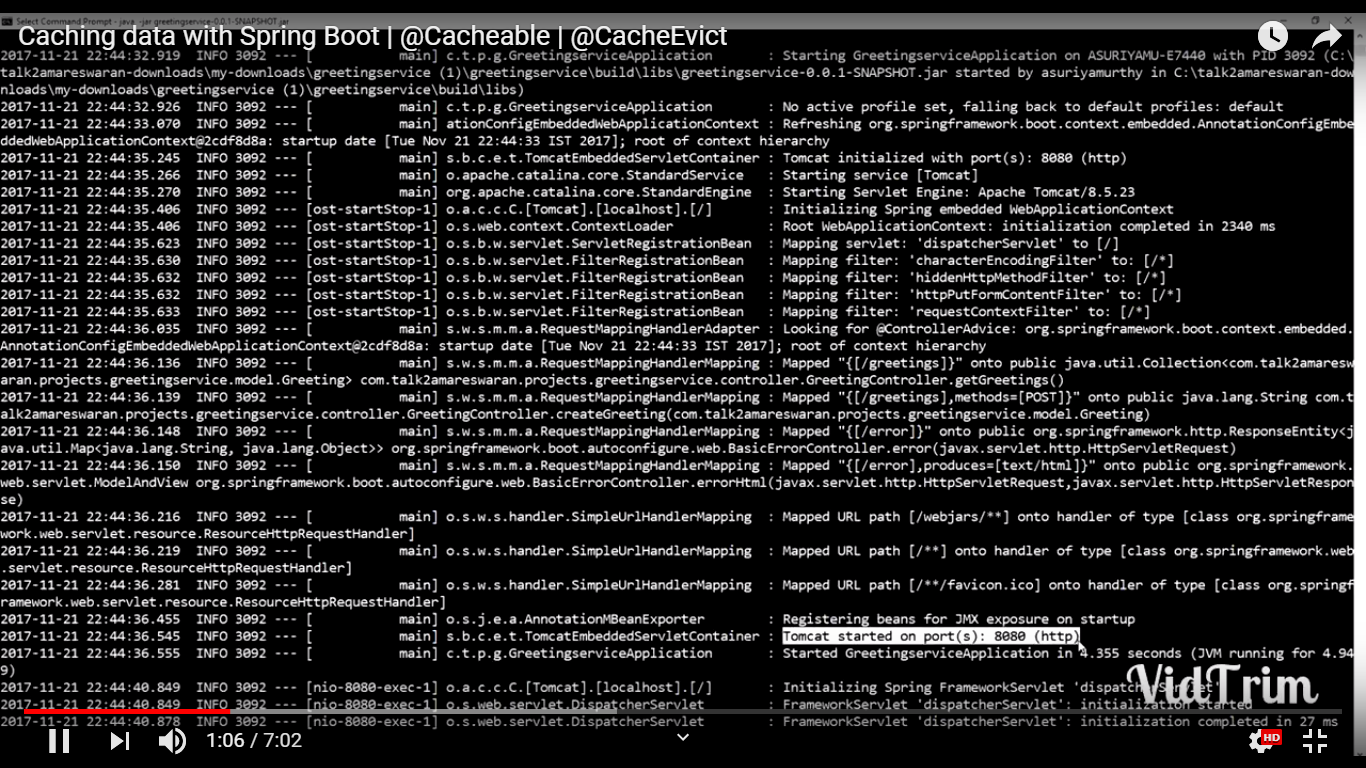 Select Command Prompt - java -jar greetingservice-0.0.1-SNAPSHOT.jar
Caching data with Spring Boot | @Cacheable | @CacheEvict
2017-11-21 22:44:32.919 INFO 3092 --- [ main] c.t.p.g.GreetingserviceApplication : Starting GreetingserviceApplication on ASURIYAMU-E7440 with PID 3092 (C:\
talk2amareswaran-downloads\my-downloads\greetingservice (1)\greetingservice\build\libs\greetingservice-0.0.1-SNAPSHOT.jar started by asuriyamurthy in C:\talk2amareswaran-dow
nloads\my-downloads\greetingservice (1)\greetingservice\build\libs)
2017-11-21 22:44:32.926 INFO 3092 --- [ main] c.t.p.g.GreetingserviceApplication : No active profile set, falling back to default profiles: default
2017-11-21 22:44:33.070 INFO 3092 --- [ main] ationConfigEmbeddedWebApplicationContext : Refreshing org.springframework.boot.context.embedded.AnnotationConfigEmbe
ddedWebApplicationContext@2cdf8d8a: startup date [Tue Nov 21 22:44:33 IST 2017]; root of context hierarchy
2017-11-21 22:44:35.245 INFO 3092 --- [ main] s.b.c.e.t.TomcatEmbeddedServletContainer : Tomcat initialized with port(s): 8080 (http)
2017-11-21 22:44:35.266 INFO 3092 --- [ main] o.apache.catalina.core.StandardService : Starting service [Tomcat]
2017-11-21 22:44:35.270 INFO 3092 --- [ main] org.apache.catalina.core.StandardEngine : Starting Servlet Engine: Apache Tomcat/8.5.23
2017-11-21 22:44:35.406 INFO 3092 --- [ost-startStop-1] o.a.c.c.C.[Tomcat].[localhost].[/] : Initializing Spring embedded WebApplicationContext
2017-11-21 22:44:35.406 INFO 3092 --- [ost-startStop-1] o.s.web.context.ContextLoader : Root WebApplicationContext: initialization completed in 2340 ms
2017-11-21 22:44:35.623 INFO 3092 --- [ost-startStop-1] o.s.b.w.servlet.ServletRegistrationBean : Mapping servlet: 'dispatcherServlet' to [/]
2017-11-21 22:44:35.630 INFO 3092 --- [ost-startStop-1] o.s.b.w.servlet.FilterRegistrationBean : Mapping filter: 'characterEncodingFilter' to: [/*]
2017-11-21 22:44:35.632 INFO 3092 --- [ost-startStop-1] o.s.b.w.servlet.FilterRegistrationBean : Mapping filter: 'hiddenHttpMethodFilter' to: [/*]
2017-11-21 22:44:35.632 INFO 3092 --- [ost-startStop-1] o.s.b.w.servlet.FilterRegistrationBean : Mapping filter: 'httpPutFormContentFilter' to: [/*]
2017-11-21 22:44:35.633 INFO 3092 --- [ost-startStop-1] o.s.b.w.servlet.FilterRegistrationBean : Mapping filter: 'requestContextFilter' to: [/*]
2017-11-21 22:44:36.035 INFO 3092 --- [ main] s.w.s.m.m.a.RequestMappingHandlerAdapter : Looking for @ControllerAdvice: org.springframework.boot.context.embedded.
AnnotationConfigEmbeddedWebApplicationContext@2cdf8d8a: startup date [Tue Nov 21 22:44:33 IST 2017]; root of context hierarchy
2017-11-21 22:44:36.136 INFO 3092 --- [ main] s.w.s.m.m.a.RequestMappingHandlerMapping : Mapped "{[/greetings]}" onto public java.util.Collection<com.talk2amaresw
aran.projects.greetingservice.model.Greeting> com.talk2amareswaran.projects.greetingservice.controller.GreetingController.getGreetings()
2017-11-21 22:44:36.139 INFO 3092 --- [ main] s.w.s.m.m.a.RequestMappingHandlerMapping : Mapped "{[/greetings],methods=[POST]}" onto public java.lang.String com.t
alk2amareswaran.projects.greetingservice.controller.GreetingController.createGreeting(com.talk2amareswaran.projects.greetingservice.model.Greeting)
2017-11-21 22:44:36.148 INFO 3092 --- [ main] s.w.s.m.m.a.RequestMappingHandlerMapping : Mapped "{[/error]}" onto public org.springframework.http.ResponseEntity<j
ava.util.Map<java.lang.String, java.lang.Object>> org.springframework.boot.autoconfigure.web.BasicErrorController.error(javax.servlet.http.HttpServletRequest)
2017-11-21 22:44:36.150 INFO 3092 --- [ main] s.w.s.m.m.a.RequestMappingHandlerMapping : Mapped "{[/error],produces=[text/html]}" onto public org.springframework.
web.servlet.ModelAndView org.springframework.boot.autoconfigure.web.BasicErrorController.errorHtml(javax.servlet.http.HttpServletRequest,javax.servlet.http.HttpServletRespon
se)
2017-11-21 22:44:36.216 INFO 3092 --- [ main] o.s.w.s.handler.SimpleUrlHandlerMapping : Mapped URL path [/webjars/**] onto handler of type [class org.springframe
work.web.servlet.resource.ResourceHttpRequestHandler]
2017-11-21 22:44:36.219 INFO 3092 --- [ main] o.s.w.s.handler.SimpleUrlHandlerMapping : Mapped URL path [/**] onto handler of type [class org.springframework.web
.servlet.resource.ResourceHttpRequestHandler]
2017-11-21 22:44:36.281 INFO 3092 --- [ main] o.s.w.s.handler.SimpleUrlHandlerMapping : Mapped URL path [/**/favicon.ico] onto handler of type [class org.springf
ramework.web.servlet.resource.ResourceHttpRequestHandler]
2017-11-21 22:44:36.455 INFO 3092 --- [ main] o.s.j.e.a.AnnotationMBeanExporter : Registering beans for JMX exposure on startup
2017-11-21 22:44:36.545 INFO 3092 --- [ main] s.b.c.e.t.TomcatEmbeddedServletContainer : Tomcat started on port(s): 8080 (http)
2017-11-21 22:44:36.555 INFO 3092 --- [ main] c.t.p.g.GreetingserviceApplication : Started GreetingserviceApplication in 4.355 seconds (JVM running for 4.94
9)
2017-11-21 22:44:40.849 INFO 3092 --- [nio-8080-exec-1] o.a.c.c.C.[Tomcat].[localhost].[/] : Initializing Spring FrameworkServlet 'dispatcherServlet'
VidTrim
2017-11-21 22:44:40.849 INFO 3092 --- [nio-8080-exec-1] o.s.web.servlet.DispatcherServlet : FrameworkServlet 'dispatcherServlet': initialization started
2017-11-21 22:44:40.878 INFO 3092 --- [nio-8080-exec-1] o.s.web.servlet.DispatcherServlet : FrameworkServlet 'dispatcherServlet': initialization completed in 27 ms
1:06 / 7:02
HD